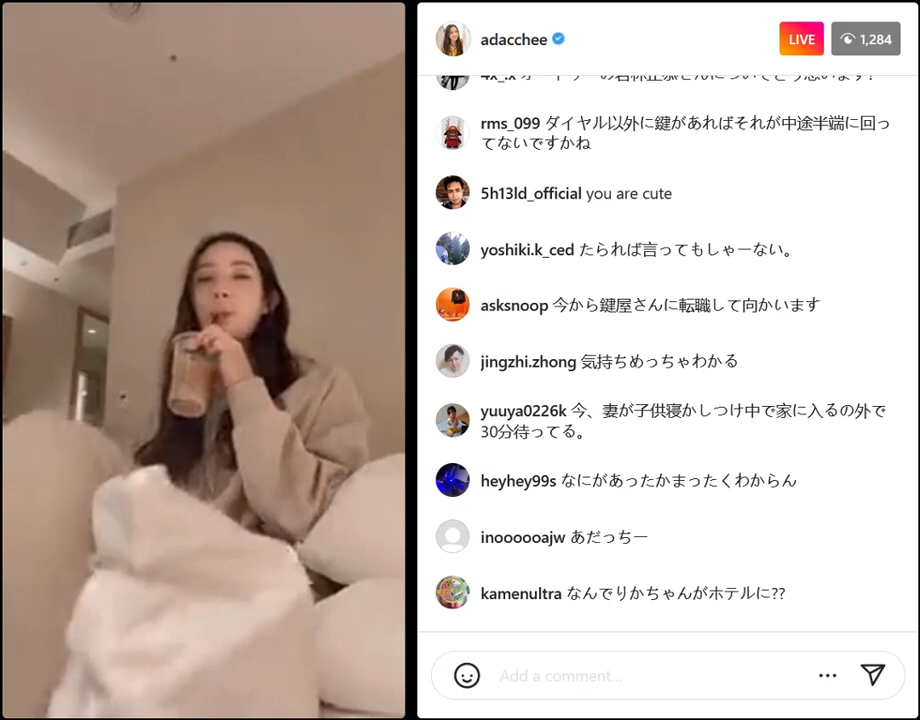 adacchee
LIVE
1,284
rms_099 ダイヤル以外に鍵があればそれが中途半端に回っ
てないですかね
5h13ld_official you are cute
yoshiki.k_ced たられば言ってもしゃーない。
asksnoop 今から鍵屋さんに転職して向かいます
jingzhi.zhong 気持ちめっちゃわかる
yuuya0226k 今、妻が子供寝かしつけ中で家に入るの外で
30分待ってる。
heyhey99s なにがあったかまったくわからん
inoooooajw あだっちー
kamenultra なんでりかちゃんがホテルに??
Add a comment...